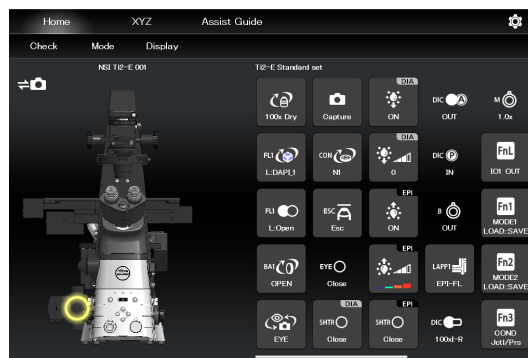 Home XYZ Assist Guide
Check Mode Display
NSI Ti2-E 001
Ti2-E Standard set
100x Dry
Capture
DIA
ON
DIC A
OUT
M
1.0x
FL1
L:DAPI_1
CON
N1
DIA
0
DIC P
IN
FnL
IO1 OUT
FL1
L:Open
ESC
Esc
EPI
ON
B
OUT
Fn1
MODE1
LOAD:SAVE
BA1
OPEN
EYE
Close
EPI
LAPP1
EPI-FL
Fn2
MODE2
LOAD:SAVE
EYE
DIA
SHTR
Close
EPI
SHTR
Close
DIC
100xI-R
Fn3
COND
Jctl/Prs